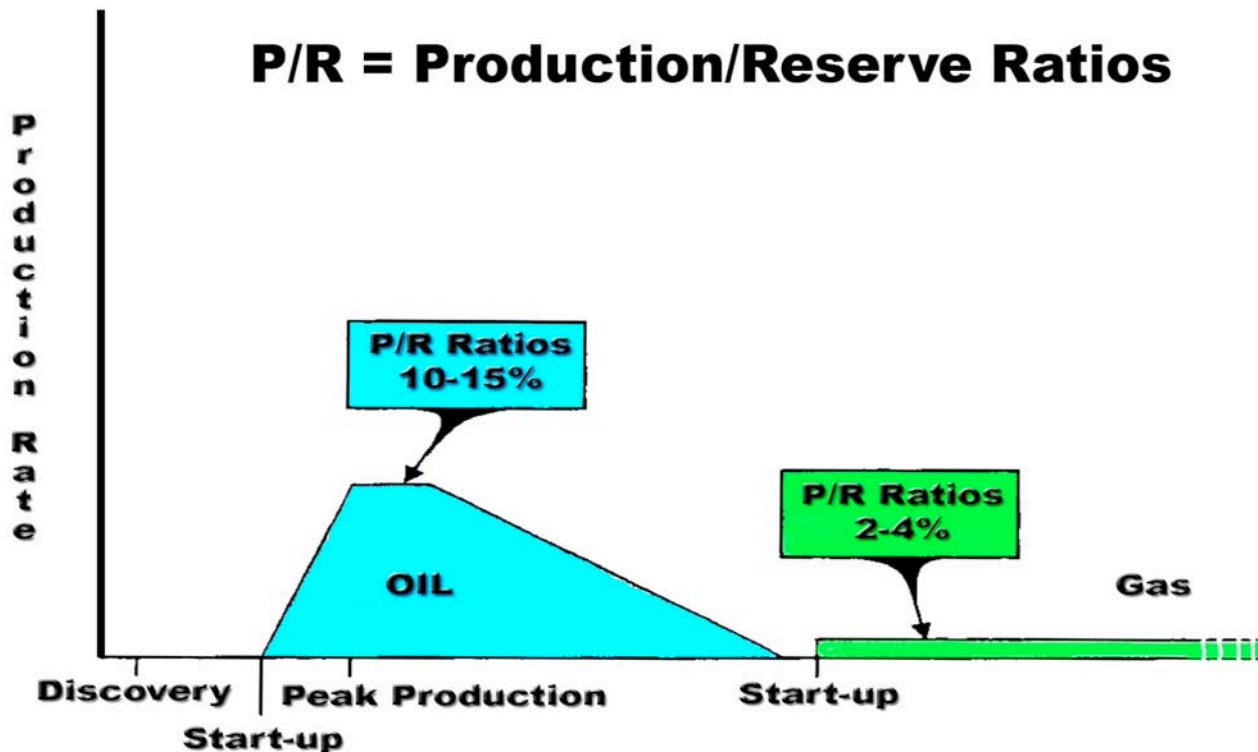 P/R = Production/Reserve Ratios
Production Rate
P/R Ratios
10-15%
P/R Ratios
2-4%
OIL
Gas
Discovery
Peak Production
Start-up
Start-up